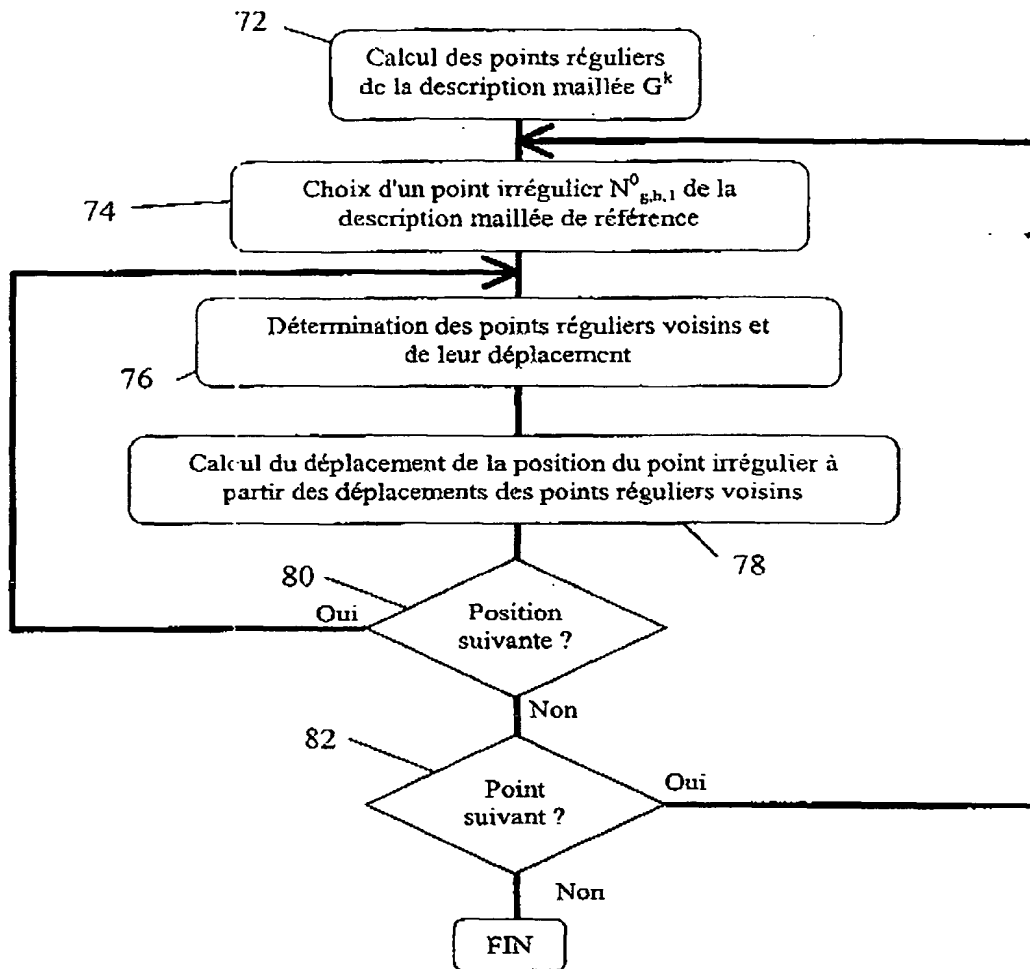 72
Calcul des points réguliers
de la description maillée G^k
74
Choix d'un point irrégulier N^0_g,h,1 de la
description maillée de référence
Détermination des points réguliers voisins et
de leur déplacement
76
Calcul du déplacement de la position du point irrégulier à
partir des déplacements des points réguliers voisins
78
80
Oui
Position
suivante ?
Non
82
Point
suivant ?
Oui
Non
FIN